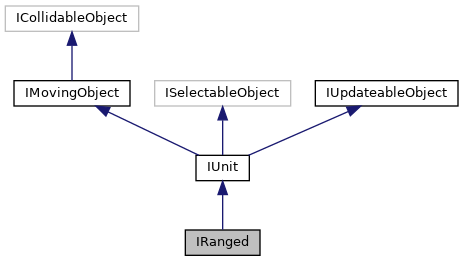 ICollidableObject
IMovingObject
ISelectableObject
IUpdateableObject
IUnit
IRanged